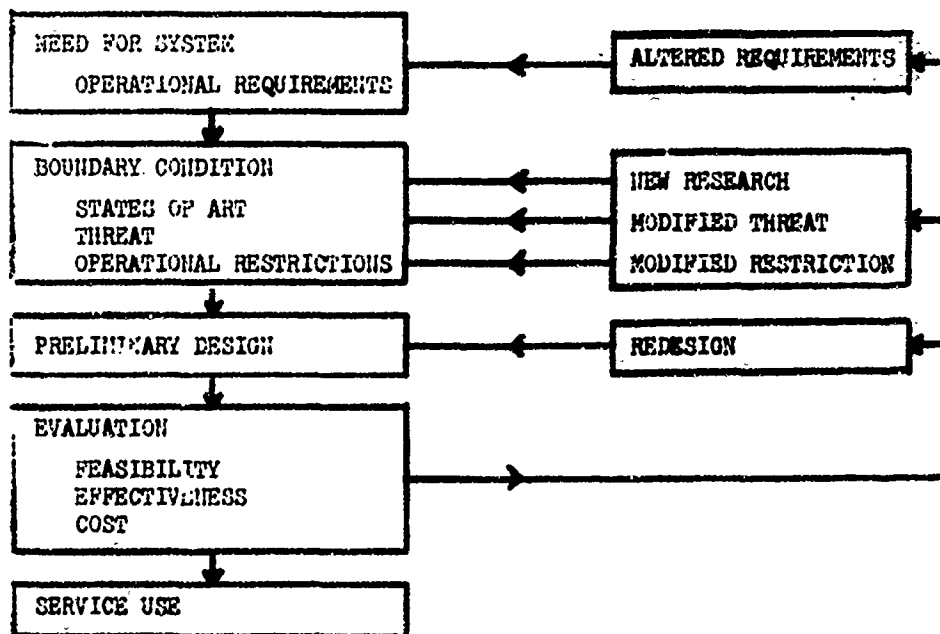 NEED FOR SYSTEM
OPERATIONAL REQUIREMENTS
ALTERED REQUIREMENTS
BOUNDARY CONDITION
STATES OF ART
THREAT
OPERATIONAL RESTRICTIONS
NEW RESEARCH
MODIFIED THREAT
MODIFIED RESTRICTION
PRELIMINARY DESIGN
REDESIGN
EVALUATION
FEASIBILITY
EFFECTIVENESS
COST
SERVICE USE